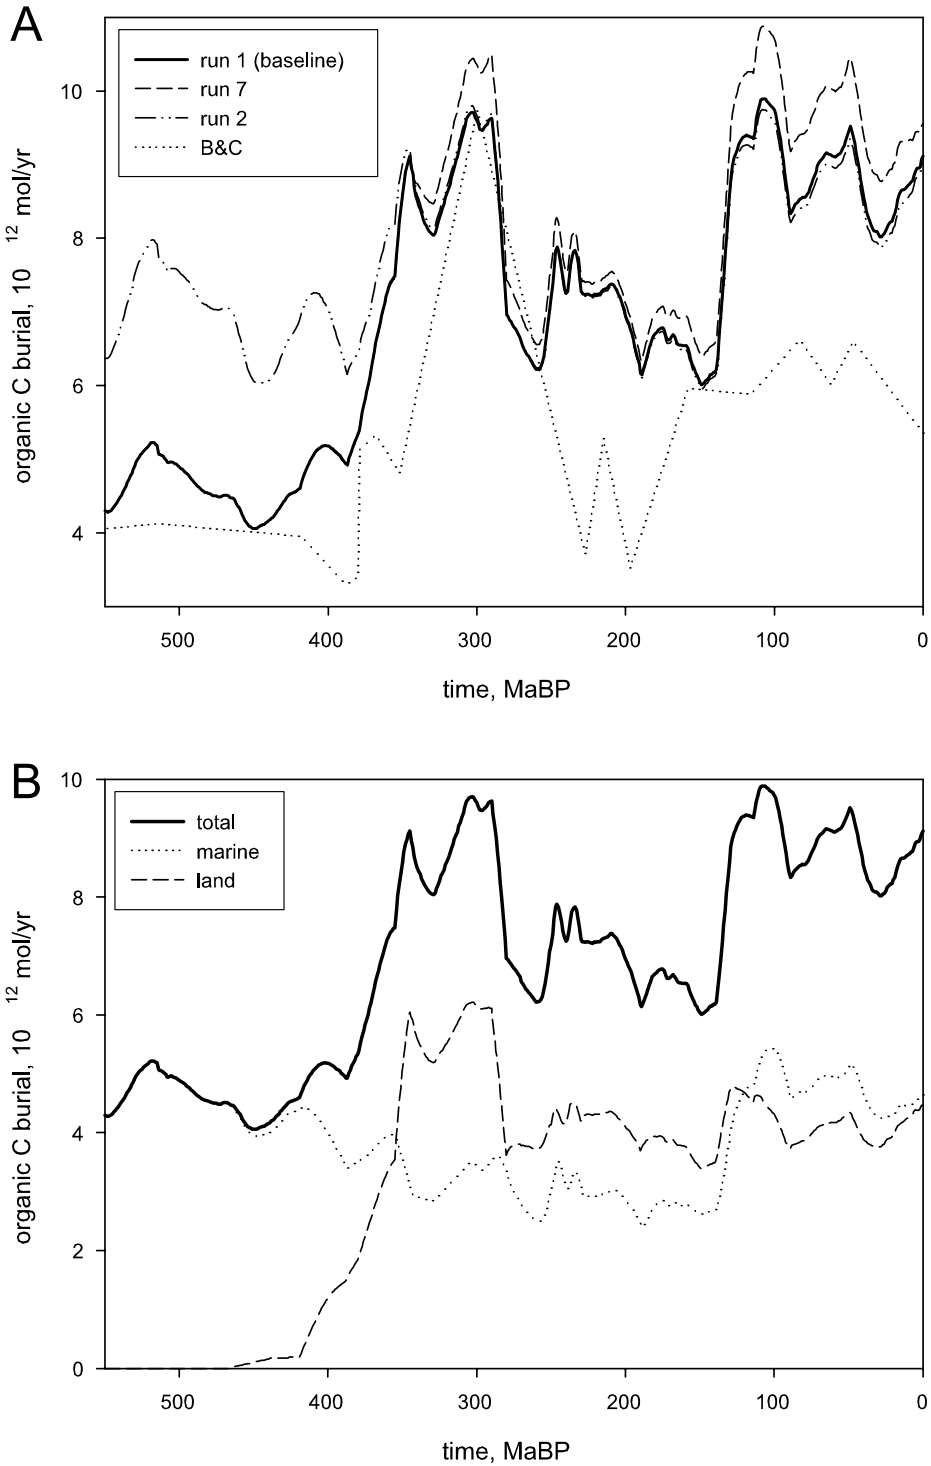 A
run 1 (baseline)
run 7
run 2
B&C
organic C burial, 10 12 mol/yr
10
8
6
4
500 400 300 200 100 0
time, MaBP
B
total
marine
land
organic C burial, 10 12 mol/yr
10
8
6
4
2
0
500 400 300 200 100 0
time, MaBP